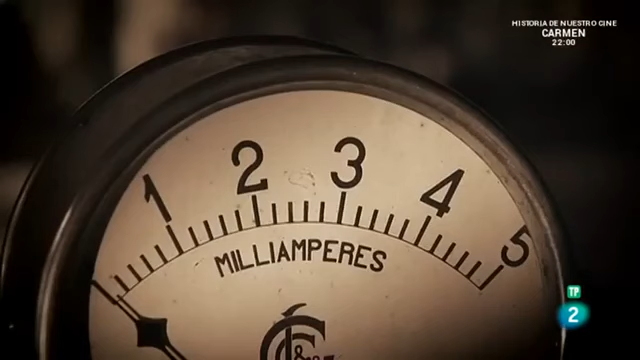 HISTORIA DE NUESTRO CINE
CARMEN
22:00
1 2 3 4 5
MILLIAMPERES
TP
2